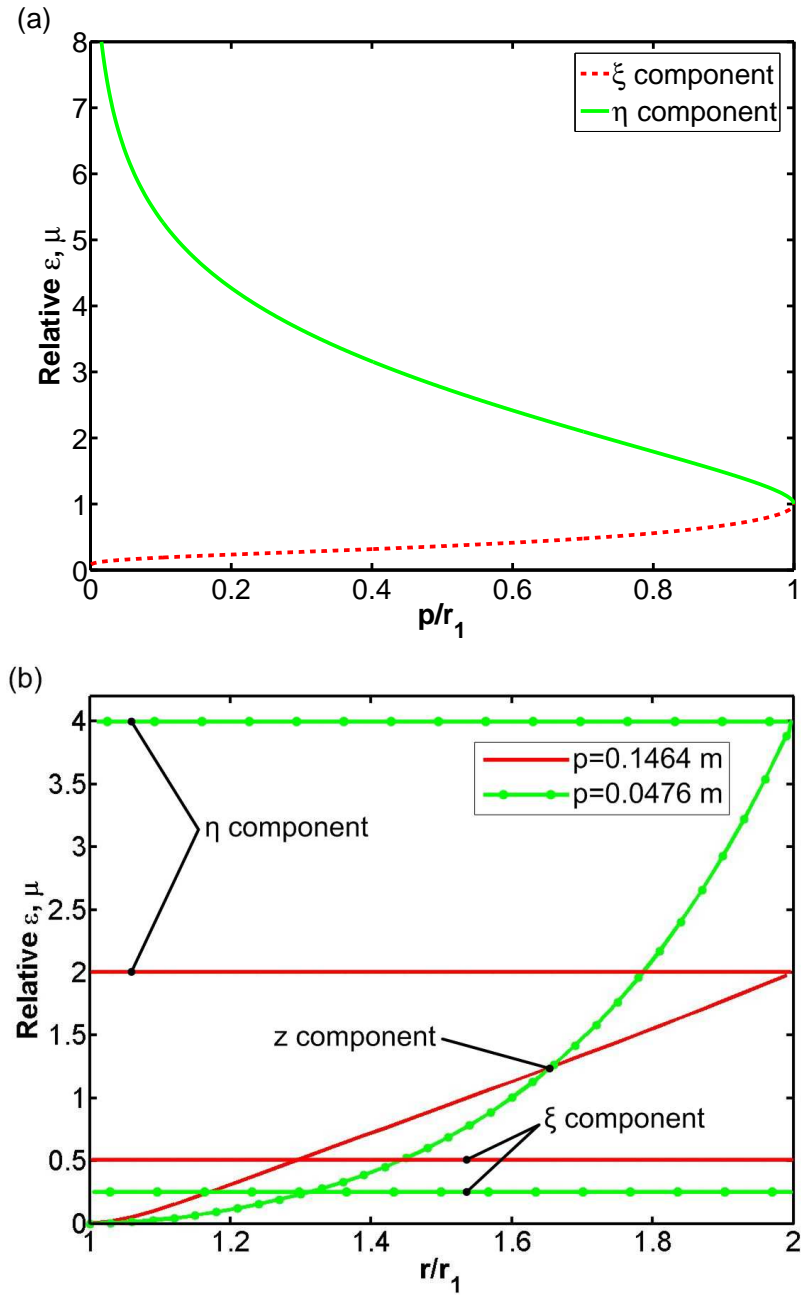 (a)
8
7
6
5
4
3
2
1
0
Relative ε, μ
ξ component
η component
0 0.2 0.4 0.6 0.8 1
p/r₁
(b)
4
3.5
3
2.5
2
1.5
1
0.5
0
Relative ε, μ
p=0.1464 m
p=0.0476 m
η component
z component
ξ component
1 1.2 1.4 1.6 1.8 2
r/r₁